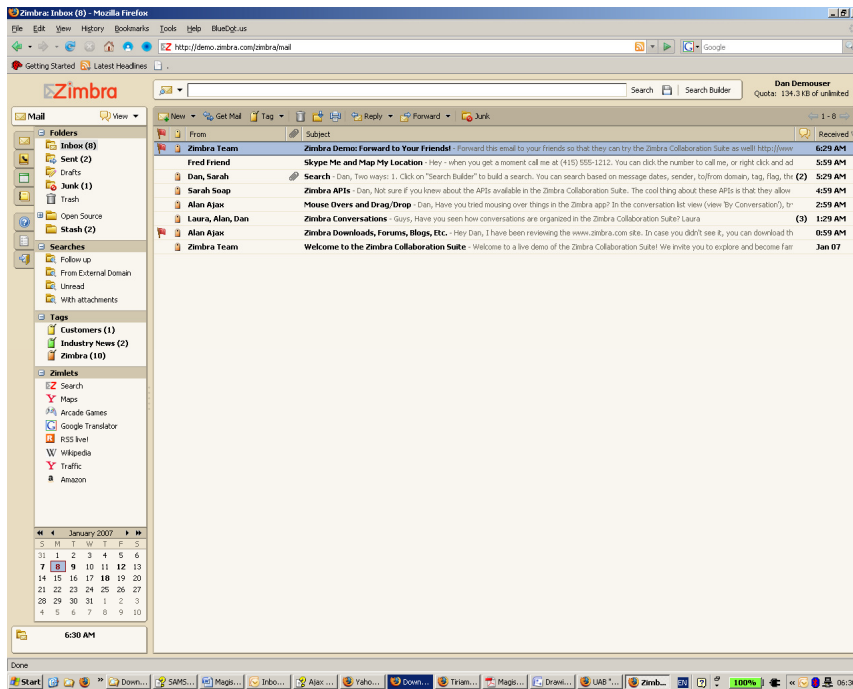 Zimbra: Inbox (8) - Mozilla Firefox
File Edit View History Bookmarks Tools Help BlueDot.us
http://demo.zimbra.com/zimbra/mail
Google
Getting Started Latest Headlines
Zimbra
Search Search Builder
Dan Demouser
Quota: 134.3 KB of unlimited
Mail View
New Get Mail Tag Reply Forward Junk 1 - 8
Folders
Inbox (8)
Sent (2)
Drafts
Junk (1)
Trash
Open Source
Stash (2)
Searches
Follow up
From External Domain
Unread
With attachments
Tags
Customers (1)
Industry News (2)
Zimbra (10)
Zimlets
Search
Maps
Arcade Games
Google Translator
RSS live!
Wikipedia
Traffic
Amazon
From Subject Received
Zimbra Team Zimbra Demo: Forward to Your Friends! - Forward this email to your friends so that they can try the Zimbra Collaboration Suite as well! http://www 6:29 AM
Fred Friend Skype Me and Map My Location - Hey - when you get a moment call me at (415) 555-1212. You can click the number to call me, or right click and ad 5:59 AM
Dan, Sarah Search - Dan, Two ways: 1. Click on "Search Builder" to build a search. You can search based on message dates, sender, to/from domain, tag, flag, the (2) 5:29 AM
Sarah Soap Zimbra APIs - Dan, Not sure if you knew about the APIs available in the Zimbra Collaboration Suite. The cool thing about these APIs is that they allow 4:59 AM
Alan Ajax Mouse Overs and Drag/Drop - Dan, Have you tried mousing over things in the Zimbra app? In the conversation list view (view 'By Conversation'), tr 2:59 AM
Laura, Alan, Dan Zimbra Conversations - Guys, Have you seen how conversations are organized in the Zimbra Collaboration Suite? Laura (3) 1:29 AM
Alan Ajax Zimbra Downloads, Forums, Blogs, Etc. - Hey Dan, I have been reviewing the www.zimbra.com site. In case you didn't see it, you can download th 0:59 AM
Zimbra Team Welcome to the Zimbra Collaboration Suite - Welcome to a live demo of the Zimbra Collaboration Suite! We invite you to explore and become fam Jan 07
January 2007
S M T W T F S
31 1 2 3 4 5 6
7 8 9 10 11 12 13
14 15 16 17 18 19 20
21 22 23 24 25 26 27
28 29 30 31 1 2 3
4 5 6 7 8 9 10
6:30 AM
Done
Start Down... SAMS... Magis... Inbo... Ajax ... Yaho... Down... Tiriam... Magis... Drawi... UAB "... Zimb... EN 100% 06:30